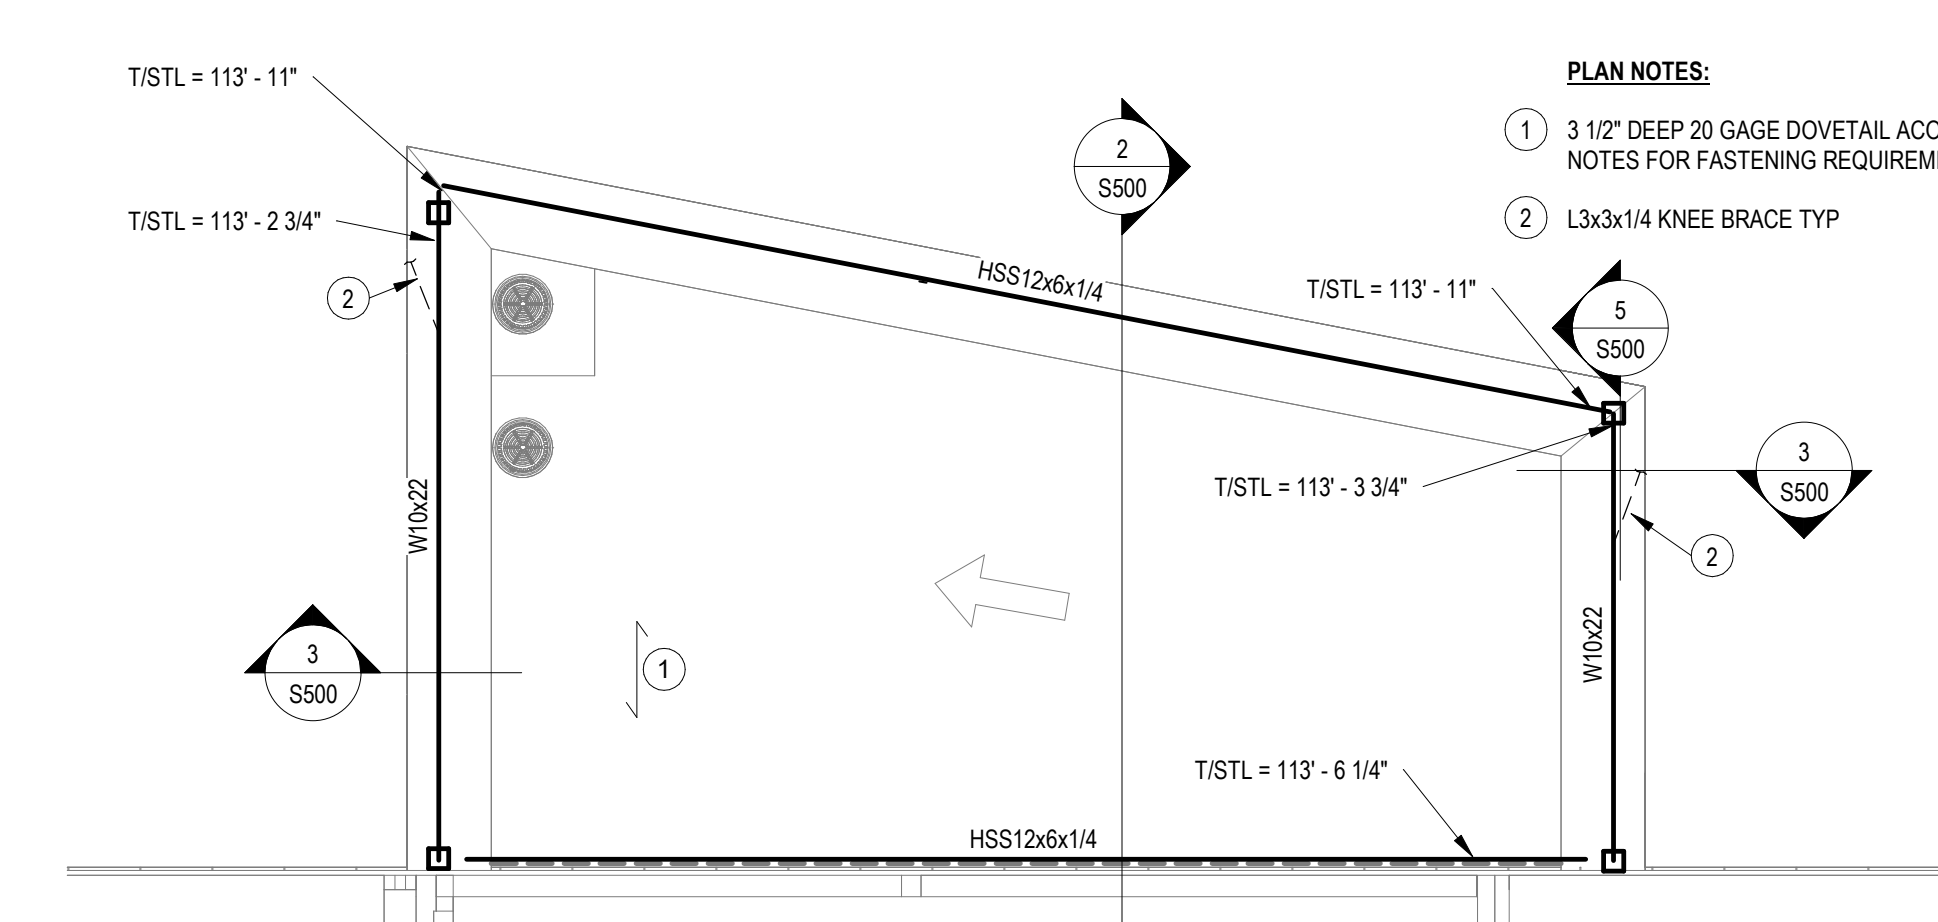 T/STL = 113' - 11"
PLAN NOTES:
1 3 1/2" DEEP 20 GAGE DOVETAIL
NOTES FOR FASTENING
2 L3x3x1/4 KNEE BRACE TYP
2
S500
T/STL = 113' - 2 3/4"
2
HSS12x6x1/4
T/STL = 113' - 11"
5
S500
W10x22
T/STL = 113' - 3 3/4"
3
S500
2
W10x22
3
S500
1
T/STL = 113' - 6 1/4"
HSS12x6x1/4